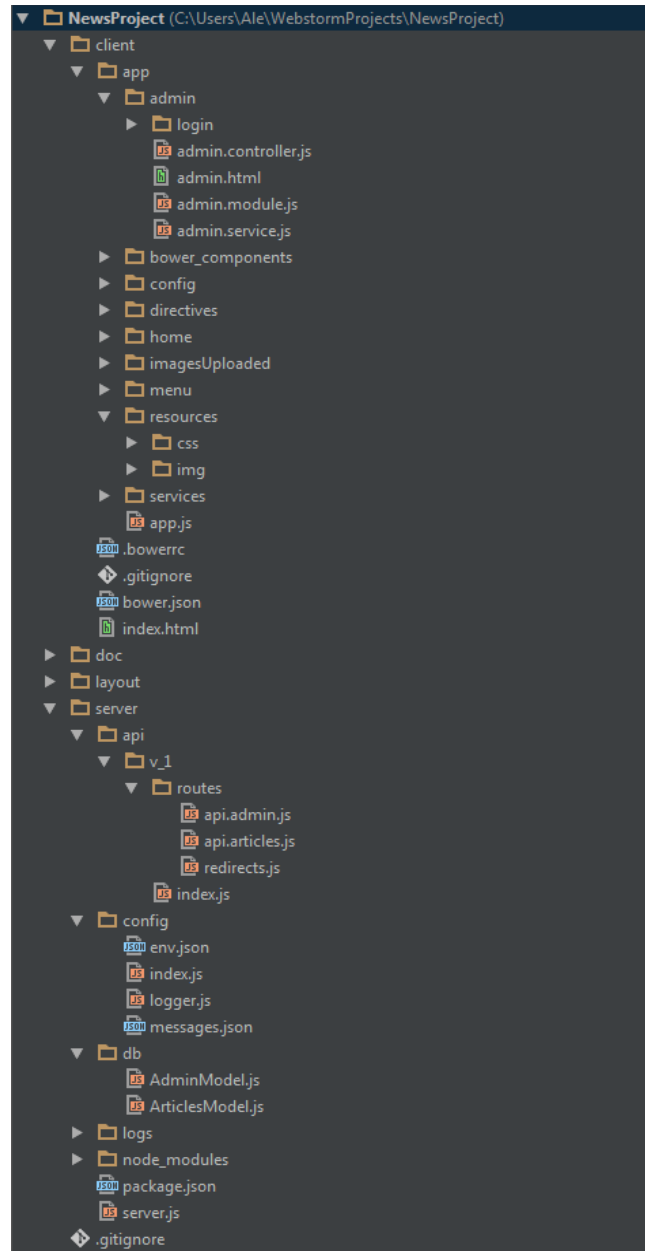 NewsProject (C:\Users\Ale\WebstormProjects\NewsProject)
client
app
admin
login
admin.controller.js
admin.html
admin.module.js
admin.service.js
bower_components
config
directives
home
imagesUploaded
menu
resources
css
img
services
app.js
.bowerrc
.gitignore
bower.json
index.html
doc
layout
server
api
v_1
routes
api.admin.js
api.articles.js
redirects.js
index.js
config
env.json
index.js
logger.js
messages.json
db
AdminModel.js
ArticlesModel.js
logs
node_modules
package.json
server.js
.gitignore